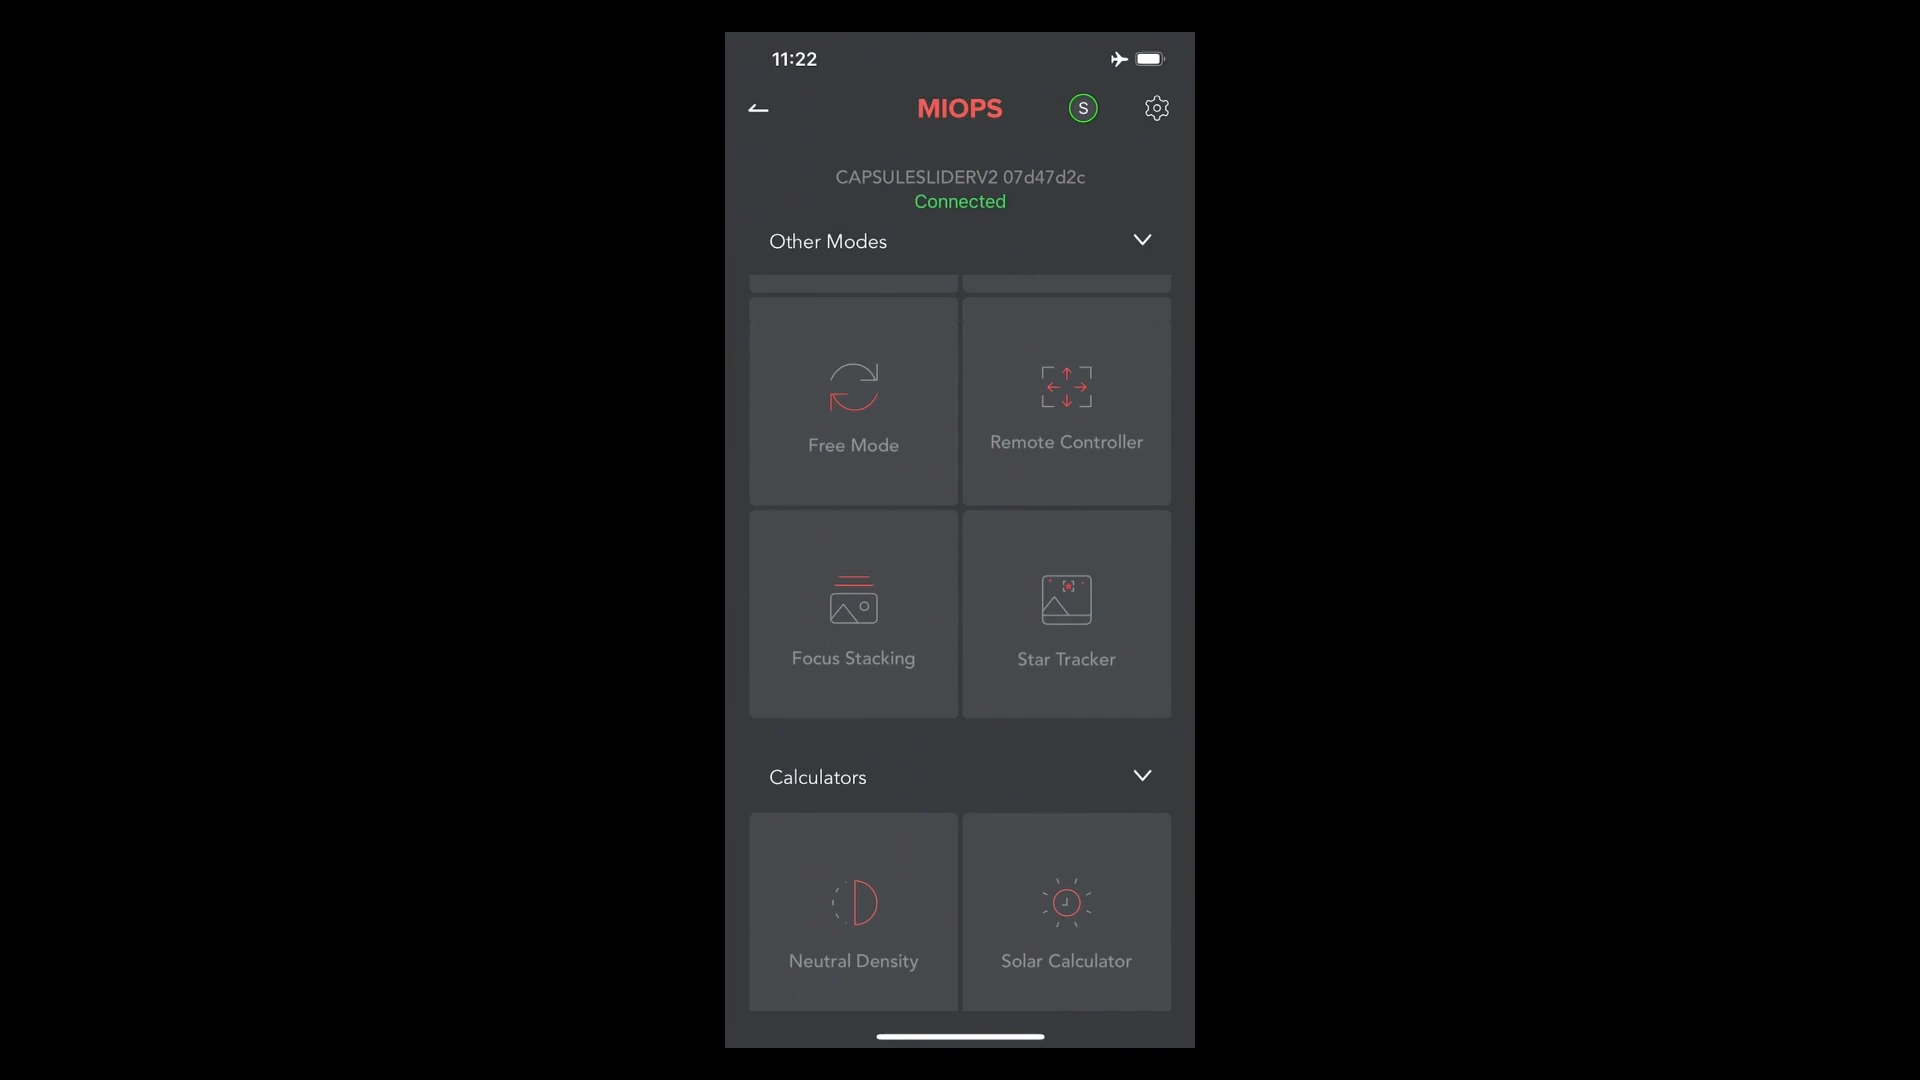 11:22
MIOPS
S
CAPSULESLIDERV2 07d47d2c
Connected
Other Modes
Free Mode
Remote Controller
Focus Stacking
Star Tracker
Calculators
Neutral Density
Solar Calculator